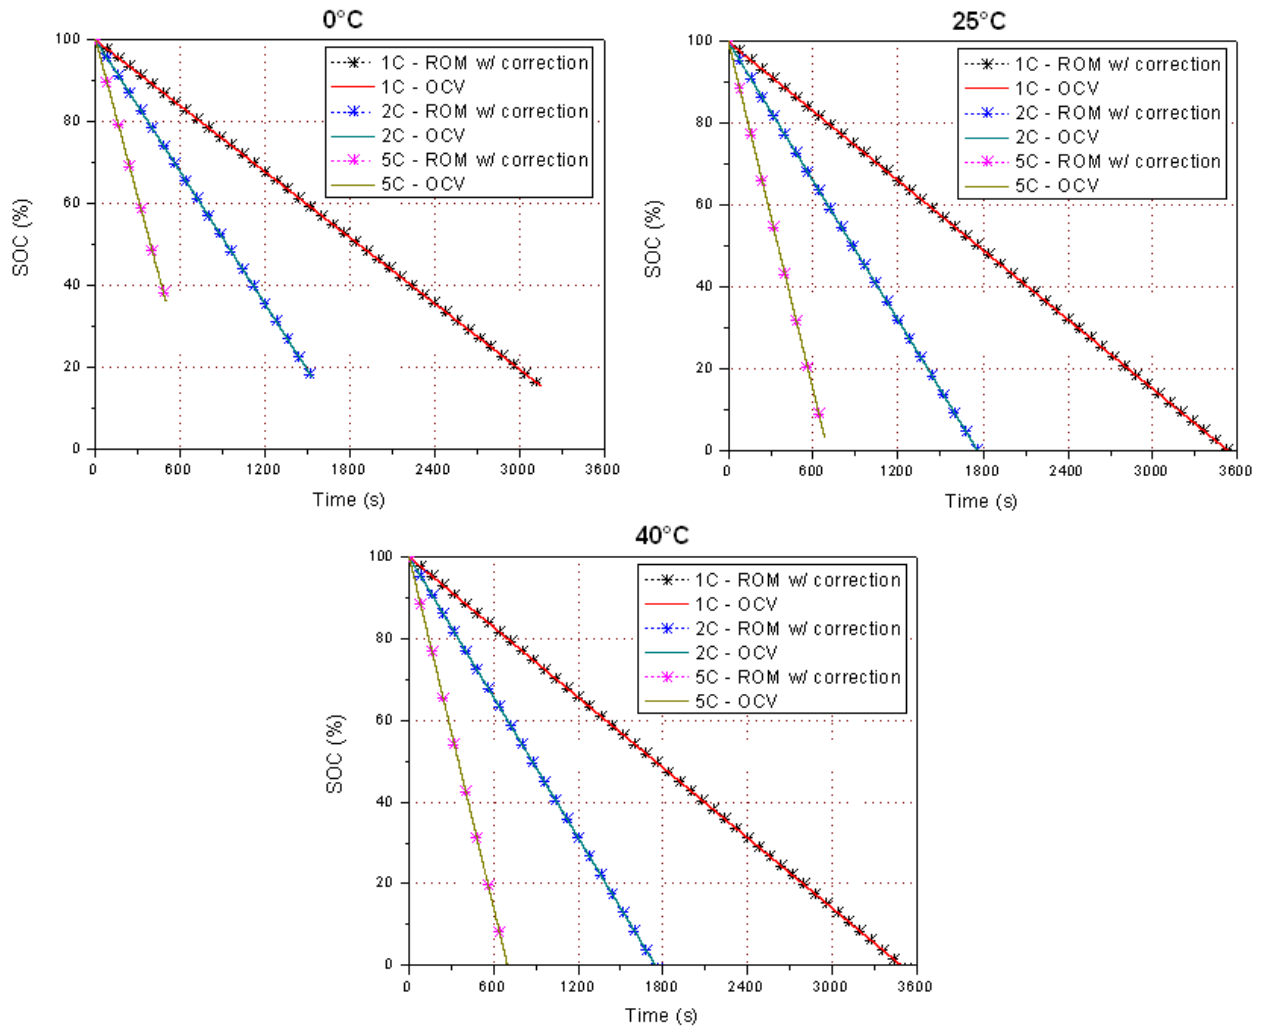 0°C
100
80
60
40
20
0
SOC (%)
1C - ROM w/ correction
1C - OCV
2C - ROM w/ correction
2C - OCV
5C - ROM w/ correction
5C - OCV
0 600 1200 1800 2400 3000 3600
Time (s)
25°C
100
80
60
40
20
0
SOC (%)
1C - ROM w/ correction
1C - OCV
2C - ROM w/ correction
2C - OCV
5C - ROM w/ correction
5C - OCV
0 600 1200 1800 2400 3000 3600
Time (s)
40°C
100
80
60
40
20
0
SOC (%)
1C - ROM w/ correction
1C - OCV
2C - ROM w/ correction
2C - OCV
5C - ROM w/ correction
5C - OCV
0 600 1200 1800 2400 3000 3600
Time (s)